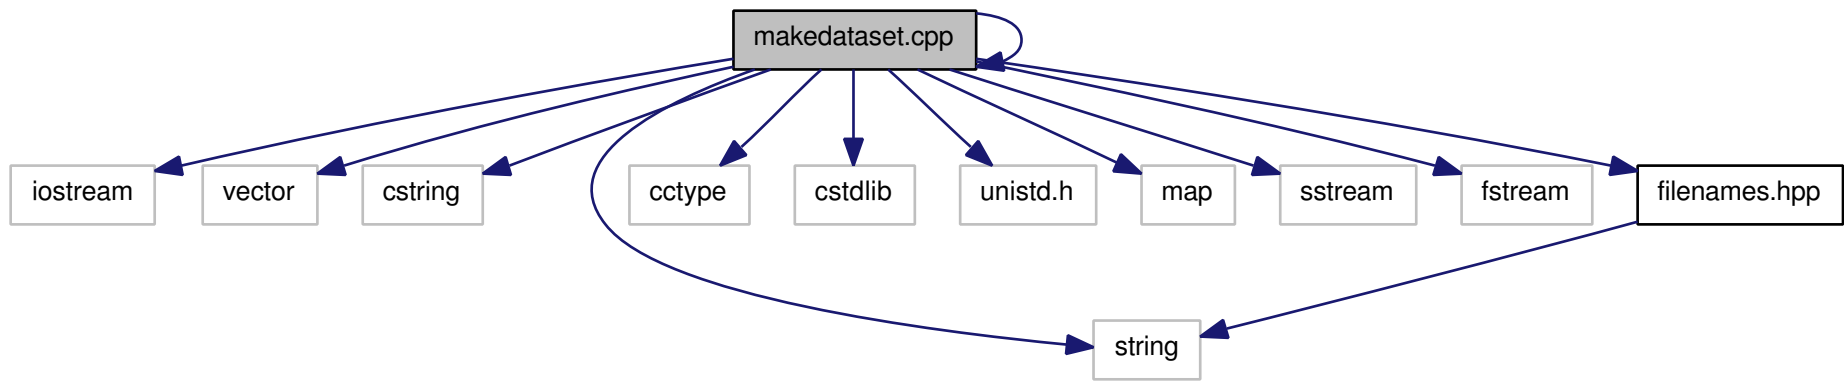 makedataset.cpp
iostream
vector
cstring
cctype
cstdlib
unistd.h
map
sstream
fstream
filenames.hpp
string